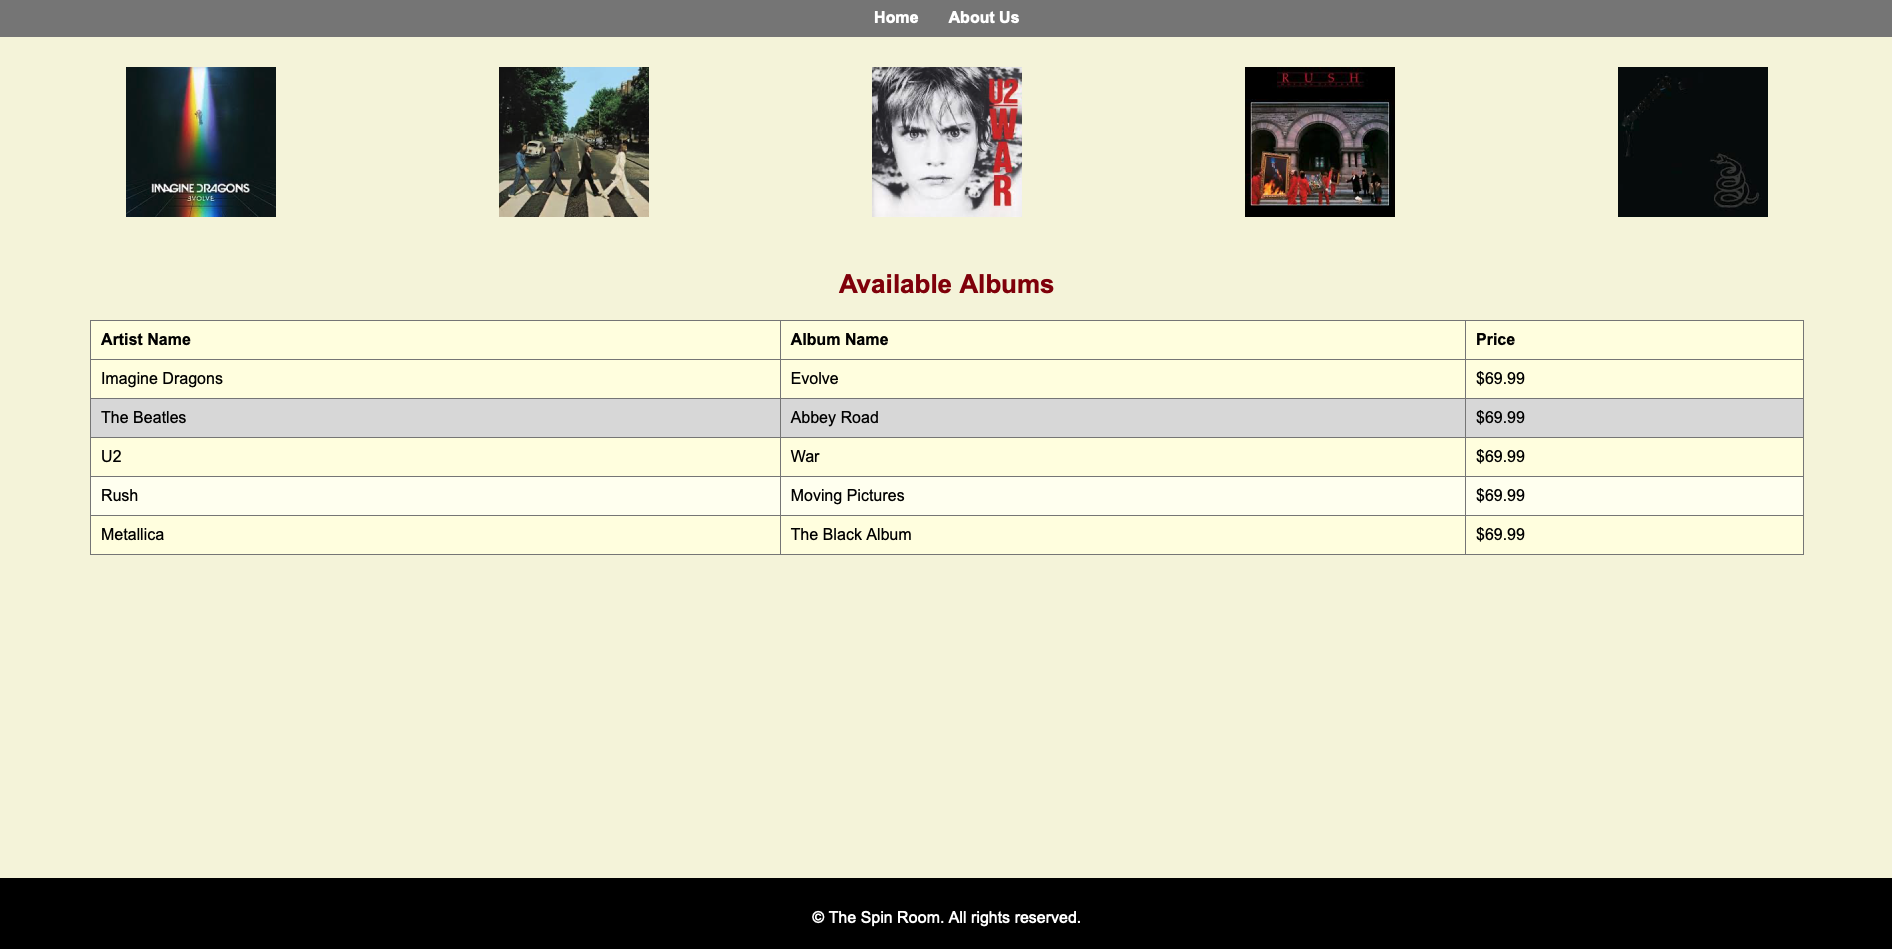 Home About Us
IMAGINE DRAGONS
EVOLVE
U2
WAR
RUSH
Available Albums
Artist Name Album Name Price
Imagine Dragons Evolve $69.99
The Beatles Abbey Road $69.99
U2 War $69.99
Rush Moving Pictures $69.99
Metallica The Black Album $69.99
© The Spin Room. All rights reserved.